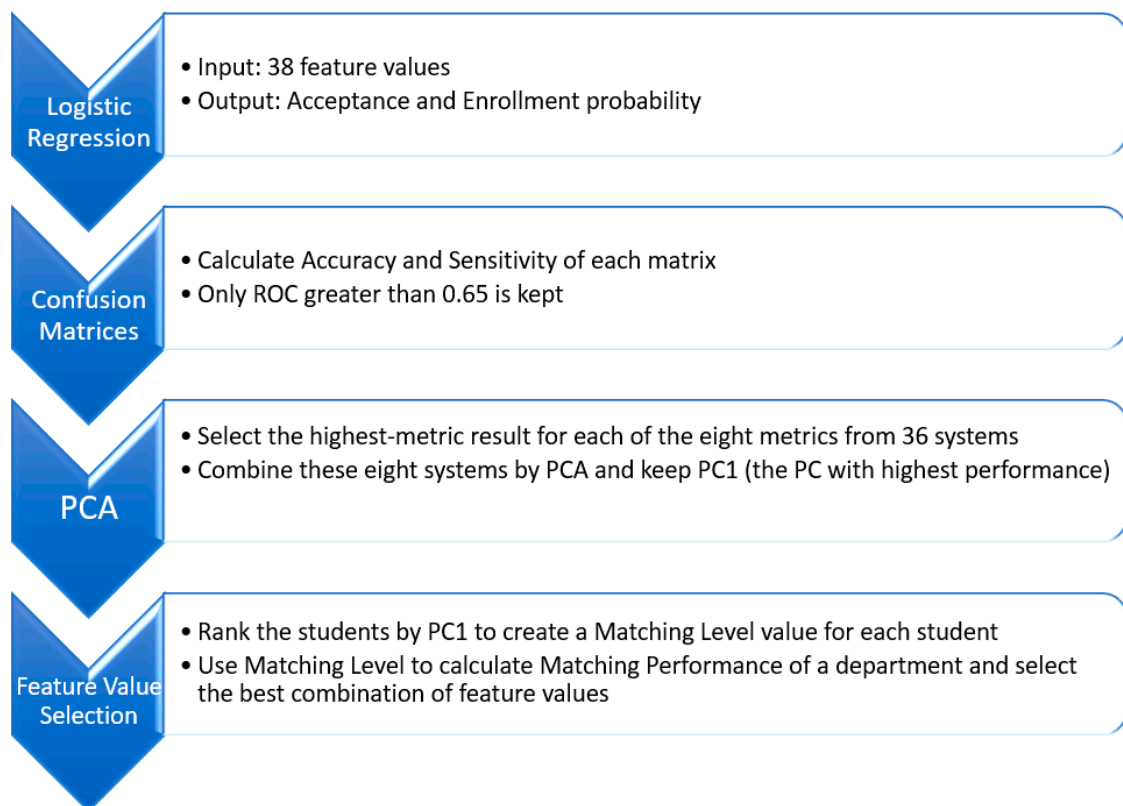 Logistic
Regression
• Input: 38 feature values
• Output: Acceptance and Enrollment probability
Confusion
Matrices
• Calculate Accuracy and Sensitivity of each matrix
• Only ROC greater than 0.65 is kept
PCA
• Select the highest-metric result for each of the eight metrics from 36 systems
• Combine these eight systems by PCA and keep PC1 (the PC with highest performance)
Feature Value
Selection
• Rank the students by PC1 to create a Matching Level value for each student
• Use Matching Level to calculate Matching Performance of a department and select
the best combination of feature values